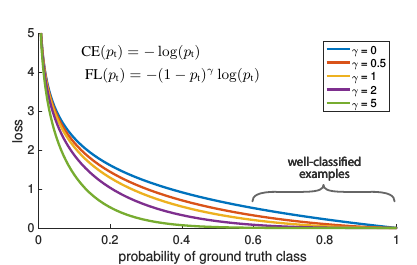 CE(pt) = −log(pt)
FL(pt) = −(1 − pt)γ log(pt)
γ = 0
γ = 0.5
γ = 1
γ = 2
γ = 5
well-classified
examples
loss
5
4
3
2
1
0
0
0.2
0.4
0.6
0.8
1
probability of ground truth class